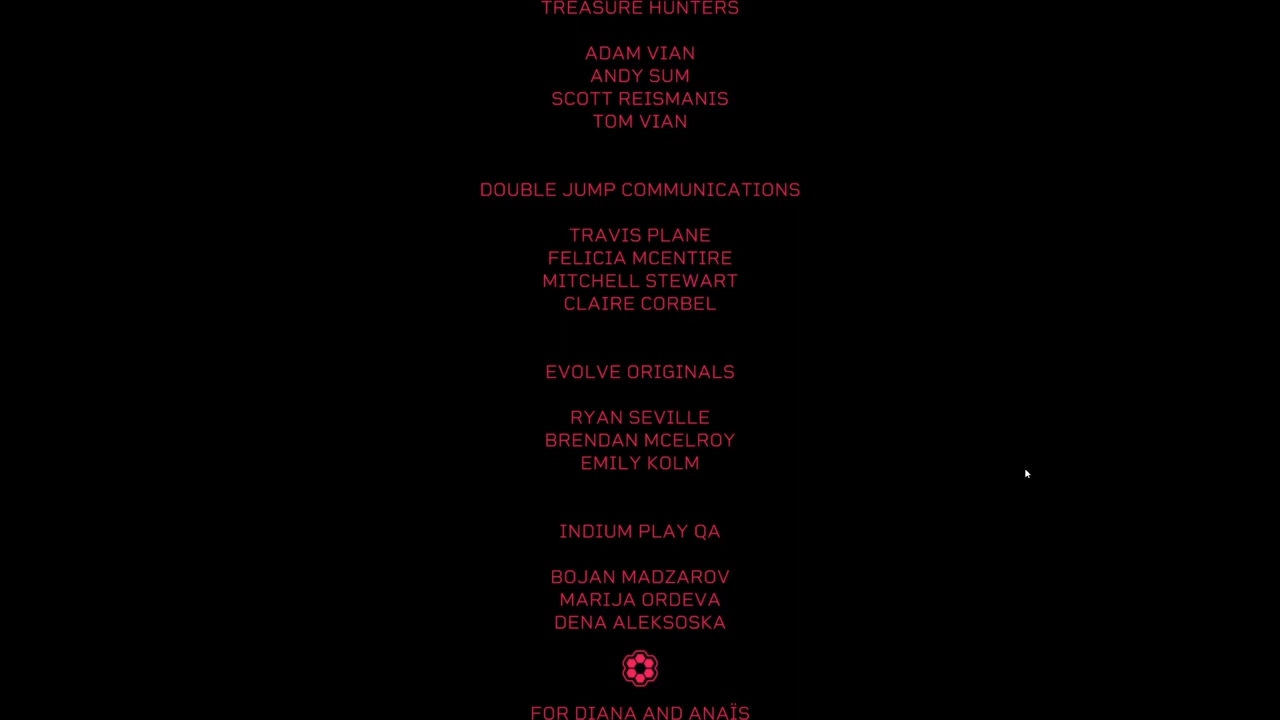 TREASURE HUNTERS
ADAM VIAN
ANDY SUM
SCOTT REISMANIS
TOM VIAN
DOUBLE JUMP COMMUNICATIONS
TRAVIS PLANE
FELICIA MCENTIRE
MITCHELL STEWART
CLAIRE CORBEL
EVOLVE ORIGINALS
RYAN SEVILLE
BRENDAN MCELROY
EMILY KOLM
INDIUM PLAY QA
BOJAN MADZAROV
MARIJA ORDEVA
DENA ALEKSOSKA
FOR DIANA AND ANAÏS